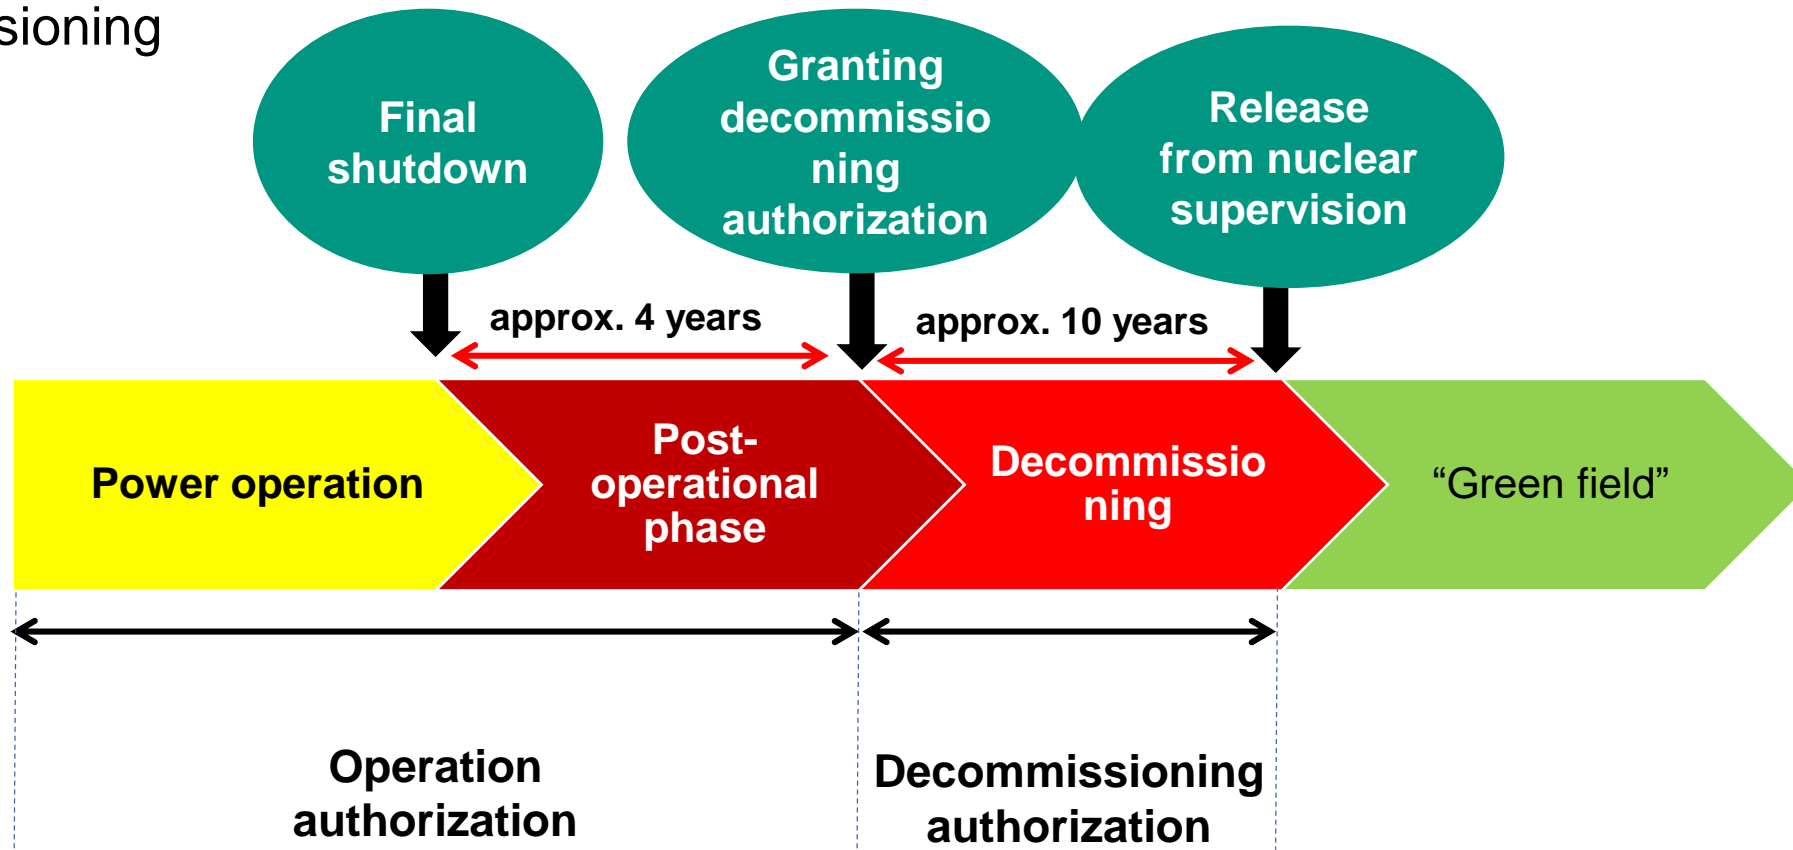 sioning
Final
shutdown
Granting
decommissio
ning
authorization
Release
from nuclear
supervision
approx. 4 years
approx. 10 years
Power operation
Post-
operational
phase
Decommissio
ning
“Green field”
Operation
authorization
Decommissioning
authorization